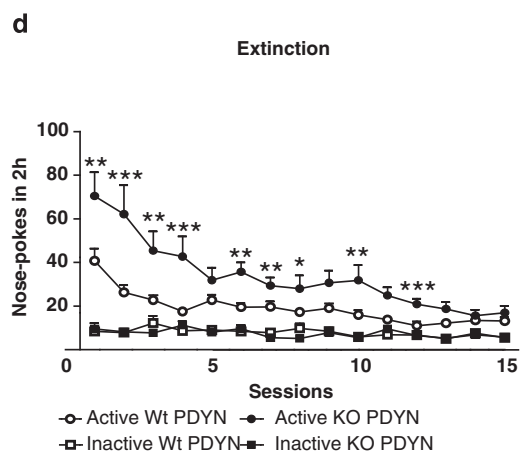 d
Extinction
Nose-pokes in 2h
100
80
60
40
20
** *** ** *** ** ** * ** ***
0 5 10 15
Sessions
Active Wt PDYN Active KO PDYN
Inactive Wt PDYN Inactive KO PDYN